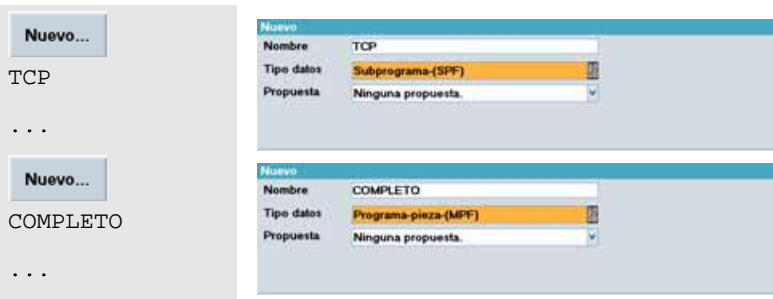 Nuevo...
TCP
...
Nuevo...
COMPLETO
...
Nuevo
Nombre TCP
Tipo datos Subprograma-(SPF)
Propuesta Ninguna propuesta.
Nuevo
Nombre COMPLETO
Tipo datos Programa-pieza-(MPF)
Propuesta Ninguna propuesta.